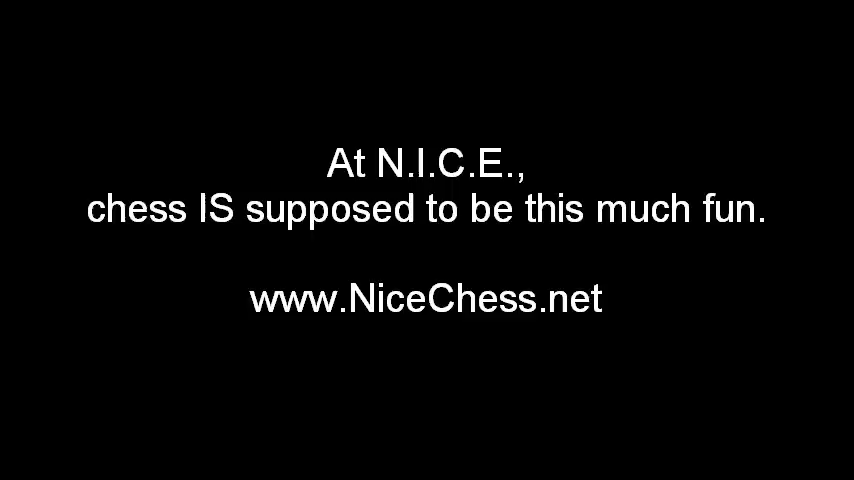 At N.I.C.E.,
chess IS supposed to be this much fun.
www.NiceChess.net